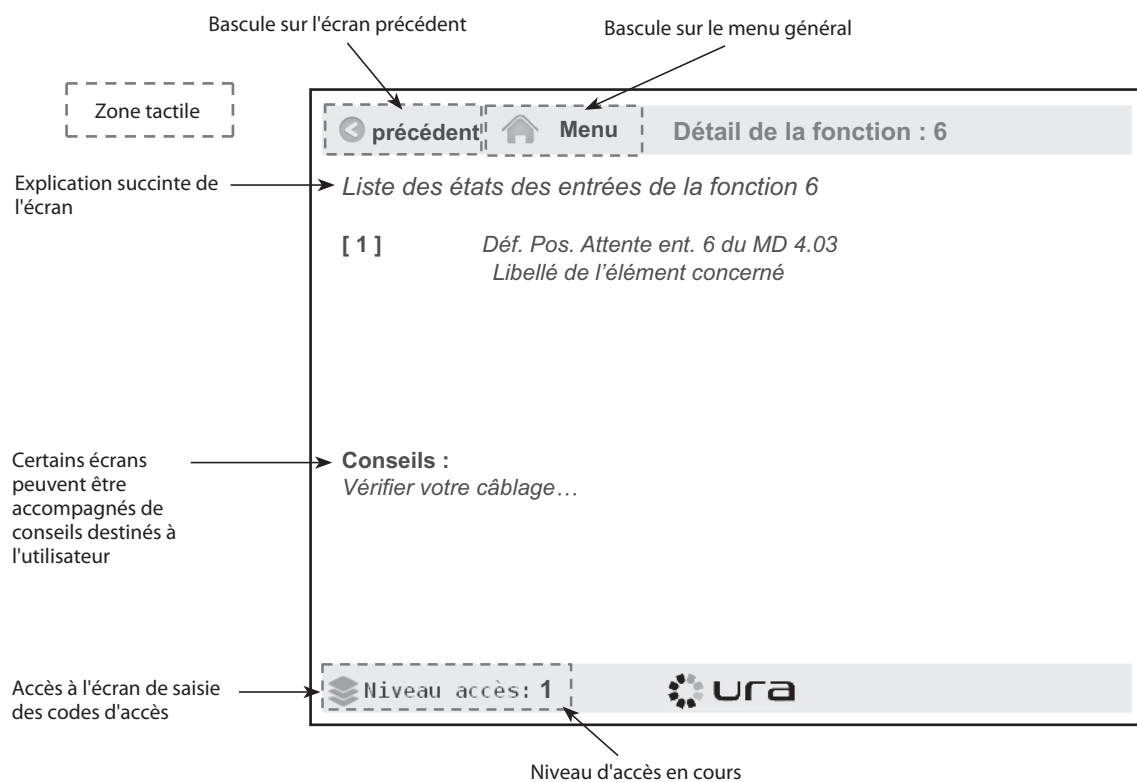 Bascule sur l'écran précédent
Bascule sur le menu général
Zone tactile
précédent
Menu
Détail de la fonction : 6
Explication succinte de
l'écran
Liste des états des entrées de la fonction 6
[ 1 ] Déf. Pos. Attente ent. 6 du MD 4.03
Libellé de l’élément concerné
Certains écrans
peuvent être
accompagnés de
conseils destinés à
l'utilisateur
Conseils :
Vérifier votre câblage…
Accès à l'écran de saisie
des codes d'accès
Niveau accès: 1
ura
Niveau d'accès en cours